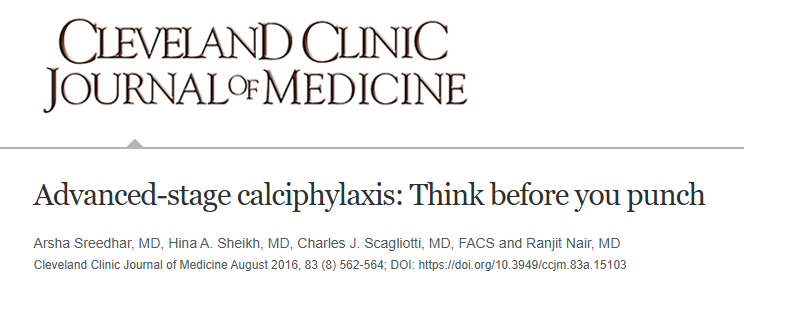 CLEVELAND CLINIC
JOURNAL OF MEDICINE
Advanced-stage calciphylaxis: Think before you punch
Arsha Sreedhar, MD, Hina A. Sheikh, MD, Charles J. Scagliotti, MD, FACS and Ranjit Nair, MD
Cleveland Clinic Journal of Medicine August 2016, 83 (8) 562-564; DOI: https://doi.org/10.3949/ccjm.83a.15103